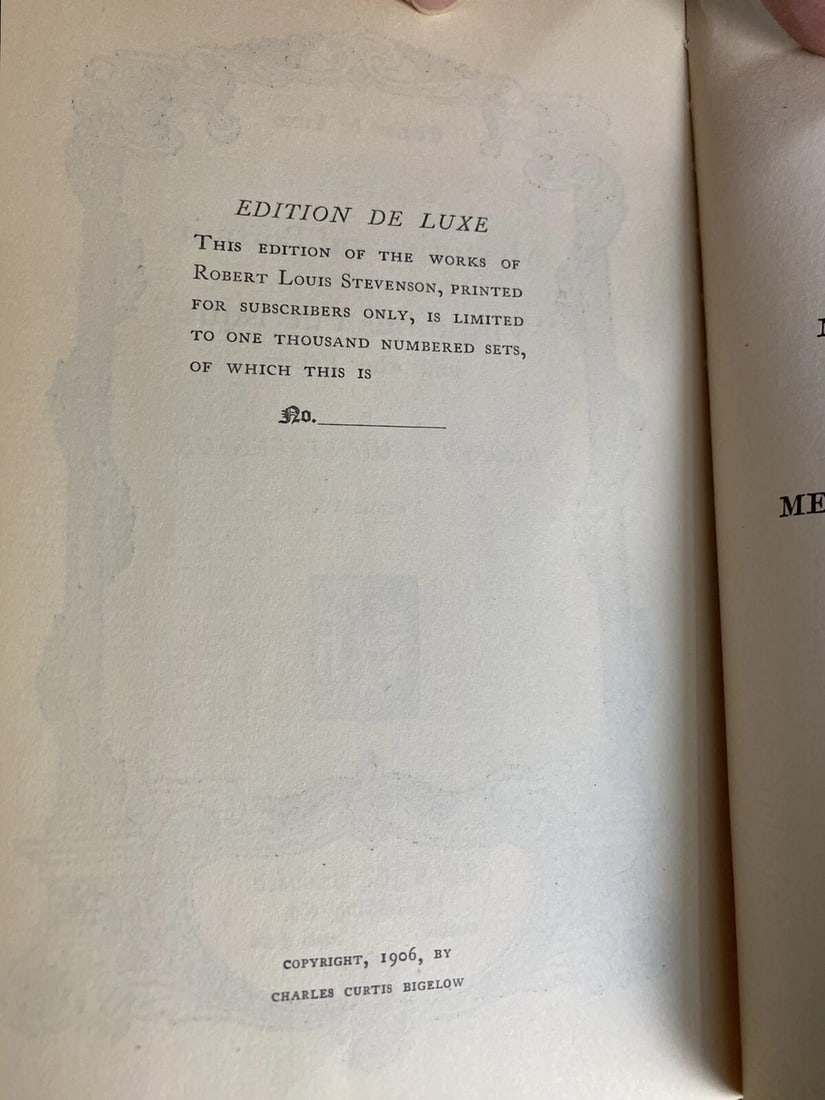 EDITION DE LUXE
THIS EDITION OF THE WORKS OF
ROBERT LOUIS STEVENSON, PRINTED
FOR SUBSCRIBERS ONLY, IS LIMITED
TO ONE THOUSAND NUMBERED SETS,
OF WHICH THIS IS
No.
COPYRIGHT, 1906, BY
CHARLES CURTIS BIGELOW
ME